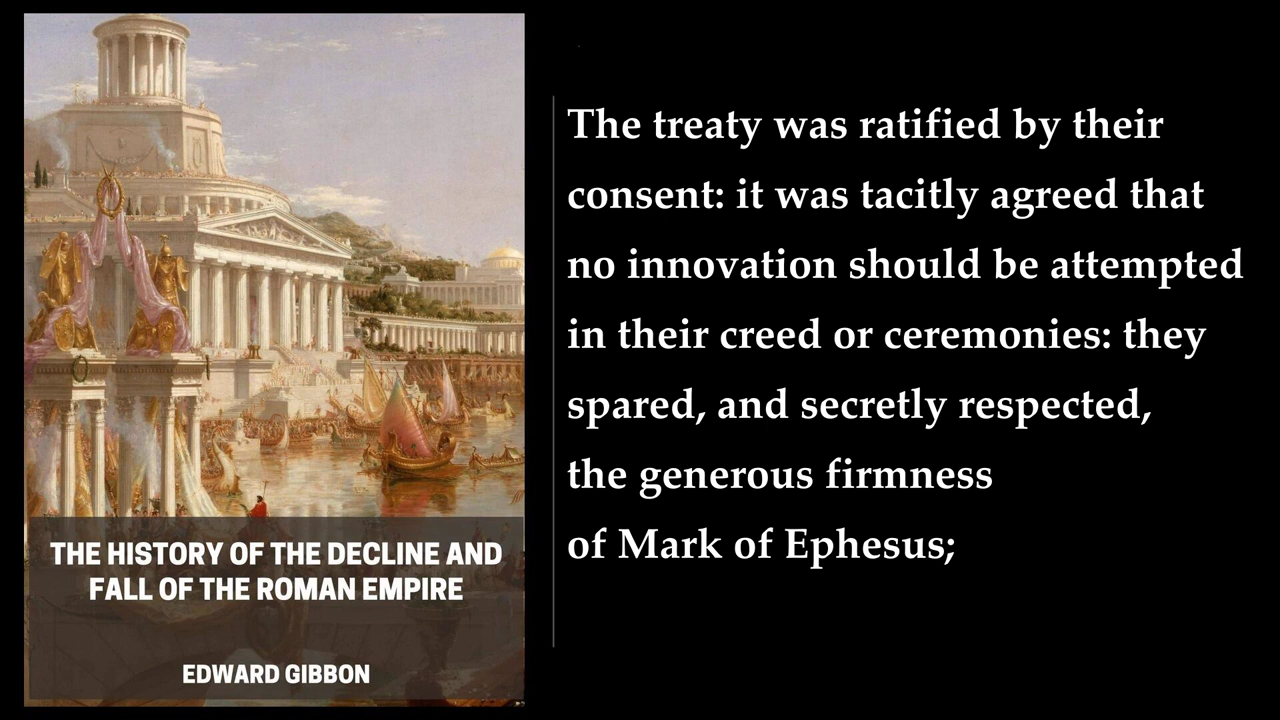 THE HISTORY OF THE DECLINE AND
FALL OF THE ROMAN EMPIRE
EDWARD GIBBON
The treaty was ratified by their
consent: it was tacitly agreed that
no innovation should be attempted
in their creed or ceremonies: they
spared, and secretly respected,
the generous firmness
of Mark of Ephesus;